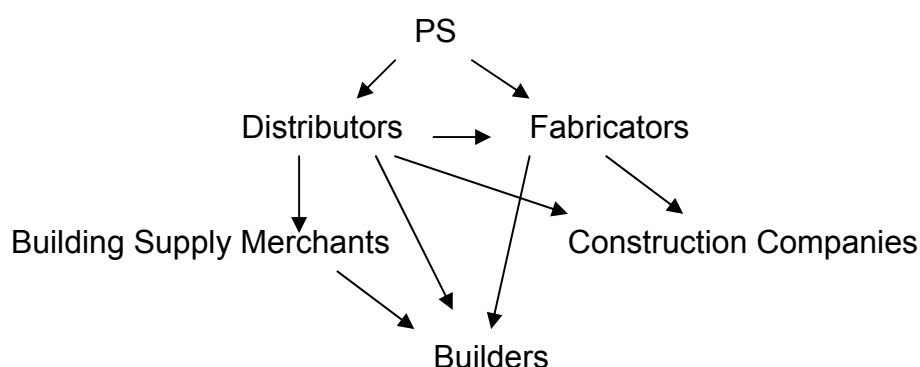 PS
Distributors Fabricators
Building Supply Merchants Construction Companies
Builders